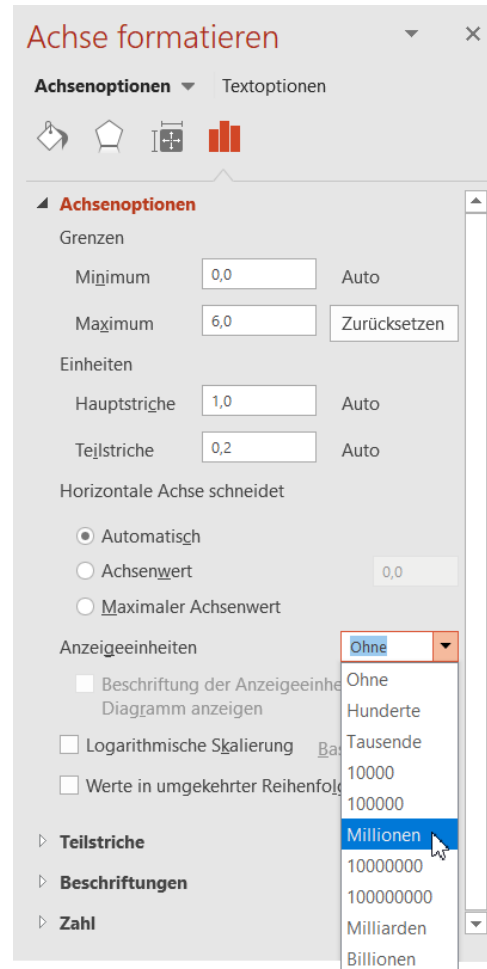 Achse formatieren
Achsenoptionen Textoptionen
Achsenoptionen
Grenzen
Minimum 0,0 Auto
Maximum 6,0 Zurücksetzen
Einheiten
Hauptstriche 1,0 Auto
Teilstriche 0,2 Auto
Horizontale Achse schneidet
Automatisch
Achsenwert 0,0
Maximaler Achsenwert
Anzeigeeinheiten Ohne
Beschriftung der Anzeigeeinhe
Diagramm anzeigen
Logarithmische Skalierung Ba
Werte in umgekehrter Reihenfolg
Teilstriche
Beschriftungen
Zahl
Ohne
Hunderte
Tausende
10000
100000
Millionen
10000000
100000000
Milliarden
Billionen